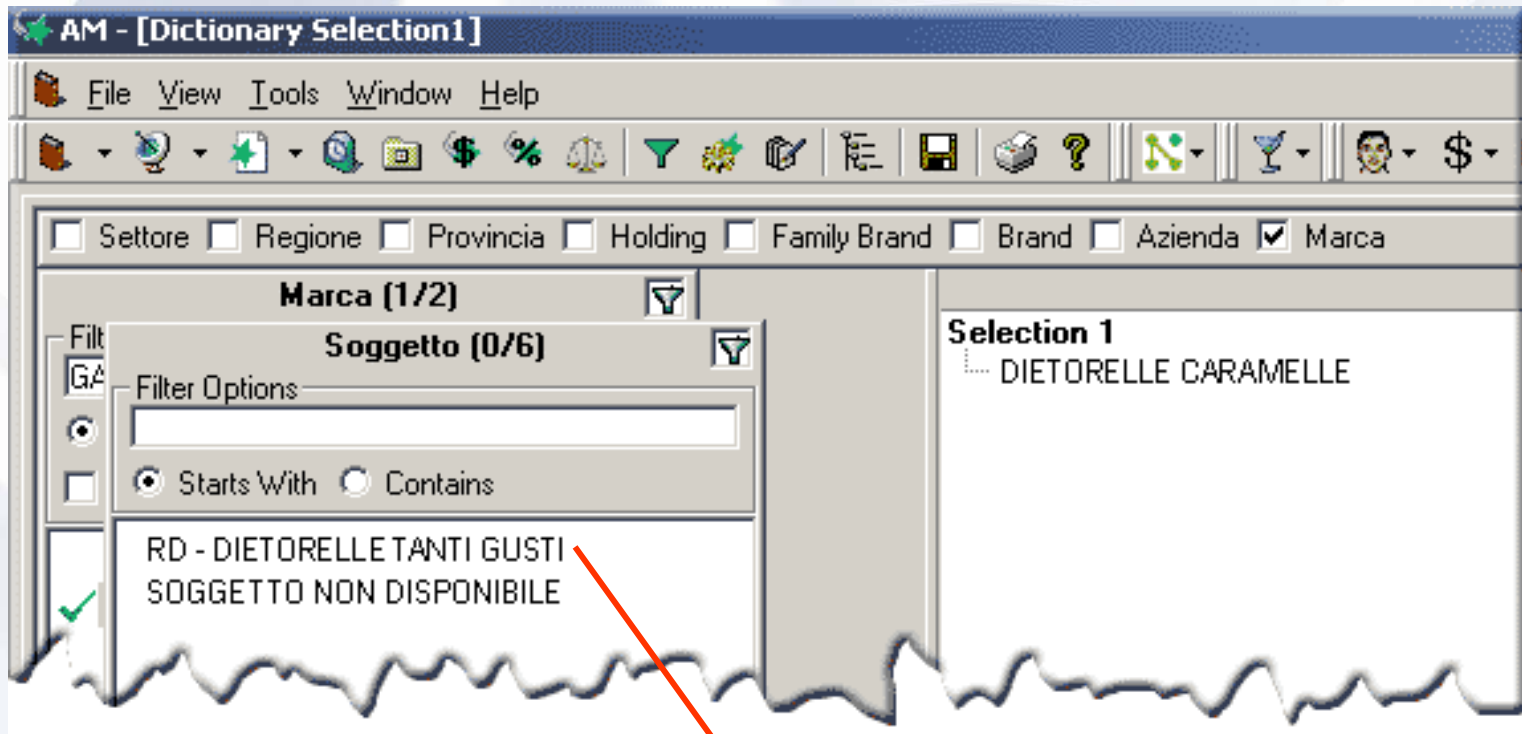 AM - [Dictionary Selection1]
File View Tools Window Help
Settore Regione Provincia Holding Family Brand Brand Azienda Marca
Marca (1/2)
Filt
GA
Soggetto (0/6)
Filter Options
Starts With Contains
RD - DIETORELLE TANTI GUSTI
SOGGETTO NON DISPONIBILE
Selection 1
DIETORELLE CARAMELLE